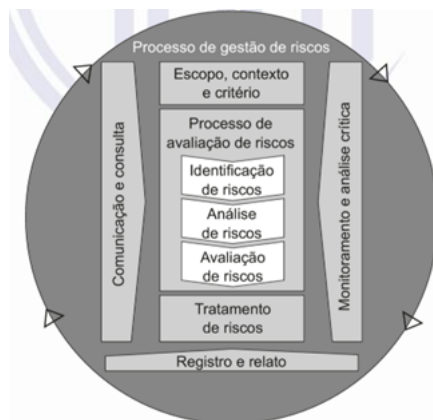 Processo de gestão de riscos
Escopo, contexto
e critério
Processo de
avaliação de riscos
Identificação
de riscos
Análise
de riscos
Avaliação
de riscos
Tratamento
de riscos
Comunicação e consulta
Monitoramento e análise crítica
Registro e relato